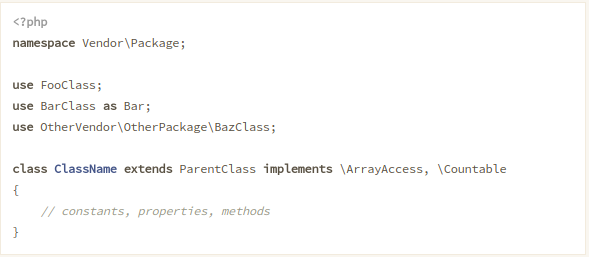 <?php
namespace Vendor\Package;
use FooClass;
use BarClass as Bar;
use OtherVendor\OtherPackage\BazClass;
class ClassName extends ParentClass implements \ArrayAccess, \Countable
{
// constants, properties, methods
}